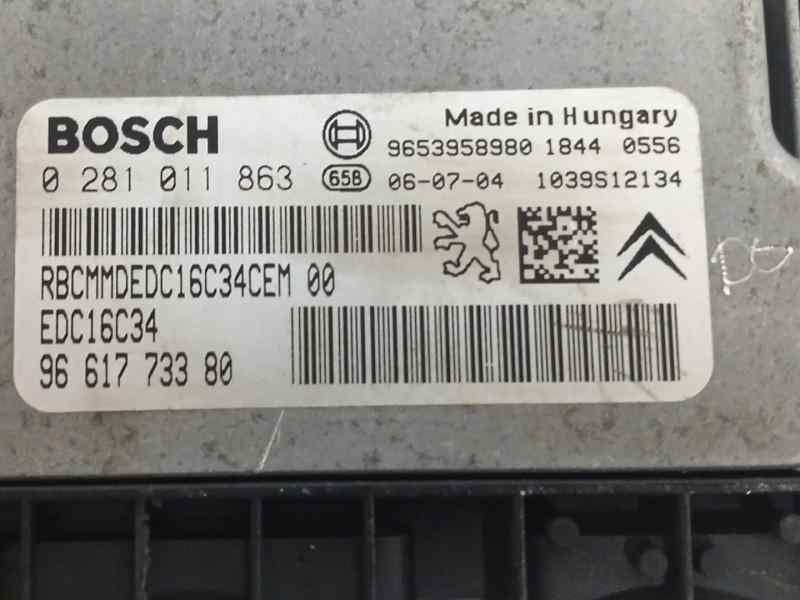 BOSCH
Made in Hungary
9653958980 1844 0556
0 281 011 863 658 06-07-04 1039S12134
RBCMMDEDC16C34CEM 00
EDC16C34
96 617 733 80